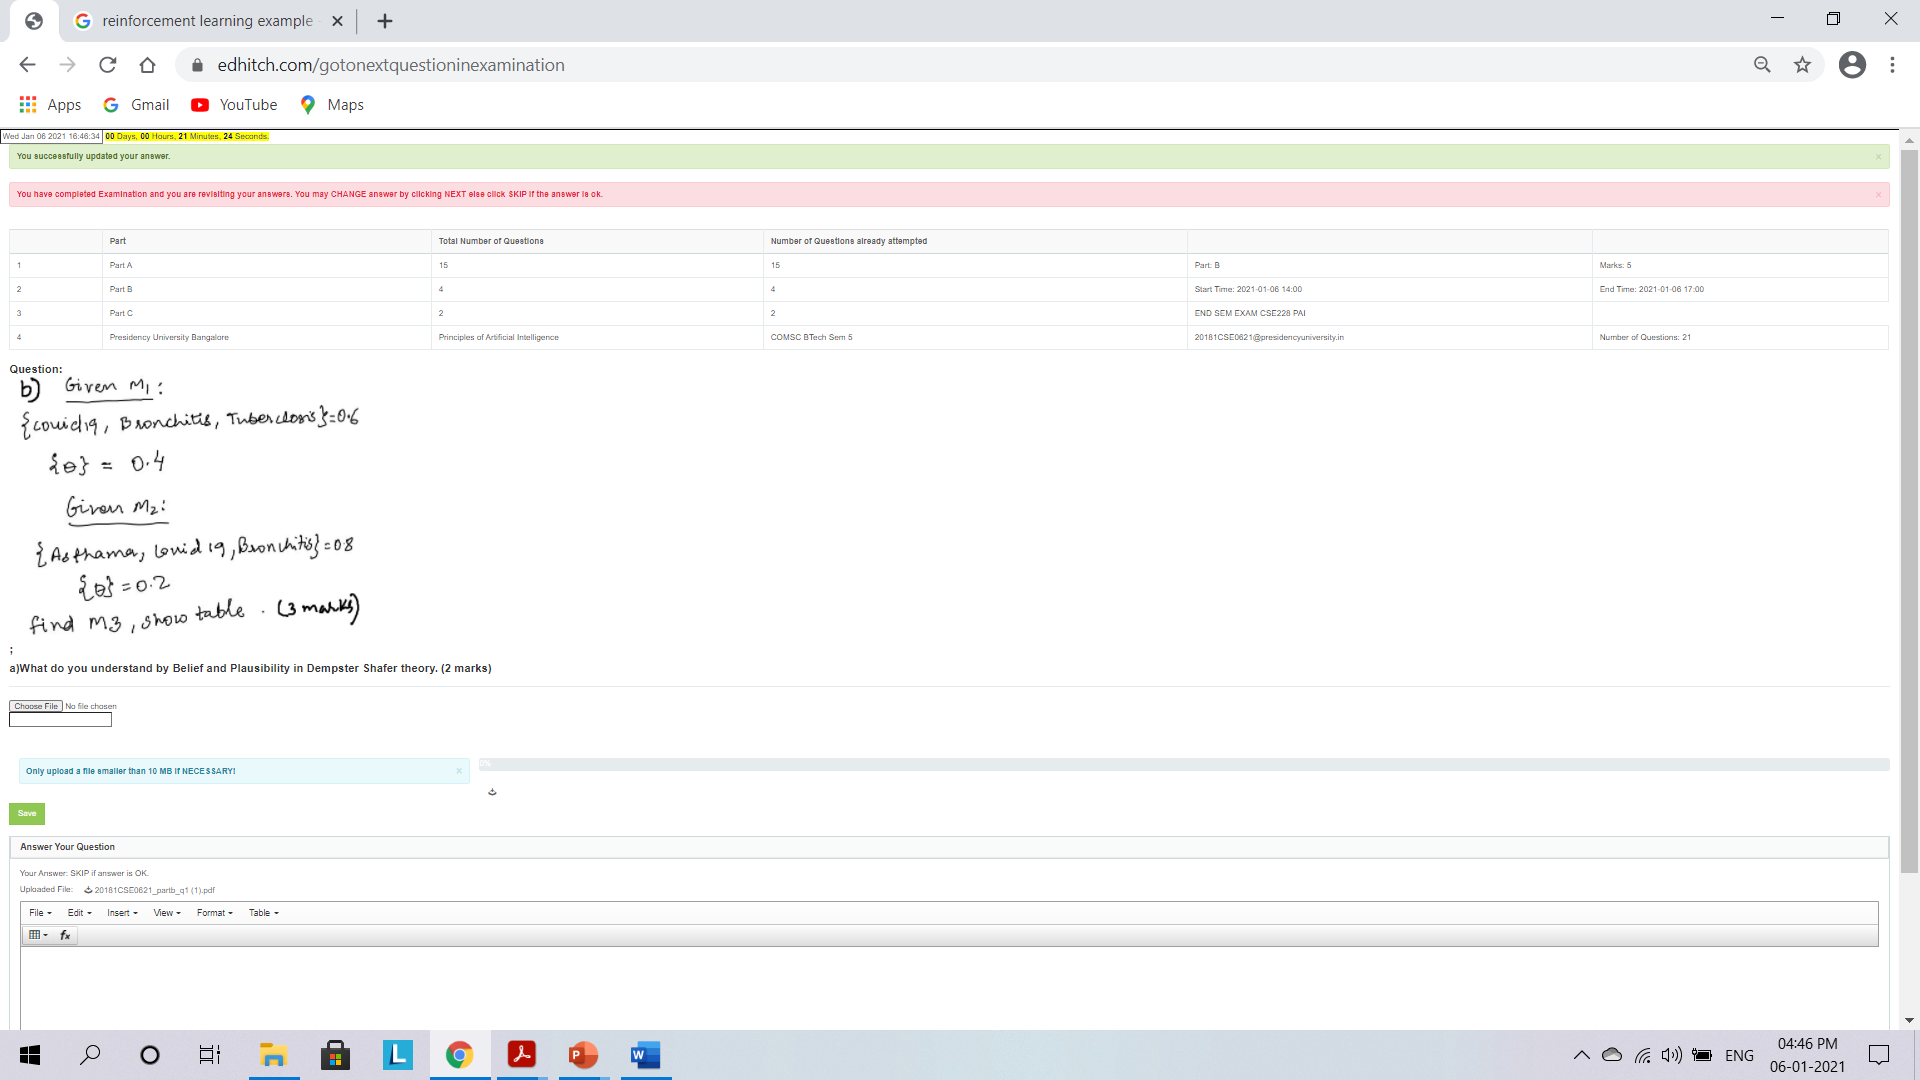 reinforcement learning example
edhitch.com/gotonextquestioninexamination
Apps Gmail YouTube Maps
Wed Jan 06 2021 16:46:34 00 Days, 00 Hours, 21 Minutes, 24 Seconds.
You successfully updated your answer. x
You have completed Examination and you are revisiting your answers. You may CHANGE answer by clicking NEXT else click SKIP if the answer is ok. x
Part Total Number of Questions Number of Questions already attempted
1 Part A 15 15 Part: B Marks: 5
2 Part B 4 4 Start Time: 2021-01-06 14:00 End Time: 2021-01-06 17:00
3 Part C 2 2 END SEM EXAM CSE228 PAI
4 Presidency University Bangalore Principles of Artificial Intelligence COMSC BTech Sem 5 20181CSE0621@presidencyuniversity.in Number of Questions: 21
Question:
b) Given M1:
{Covid19, Bronchitis, Tuberclosis}=0.6
{θ} = 0.4
Given M2:
{Asthama, Covid 19, Bronchitis}=0.8
{θ} = 0.2
find M3, show table. (3 marks)
;
a)What do you understand by Belief and Plausibility in Dempster Shafer theory. (2 marks)
Choose File No file chosen
Only upload a file smaller than 10 MB if NECESSARY! x 0%
Save
Answer Your Question
Your Answer: SKIP if answer is OK.
Uploaded File: 20181CSE0621_partb_q1 (1).pdf
File Edit Insert View Format Table
fx
ENG
04:46 PM
06-01-2021